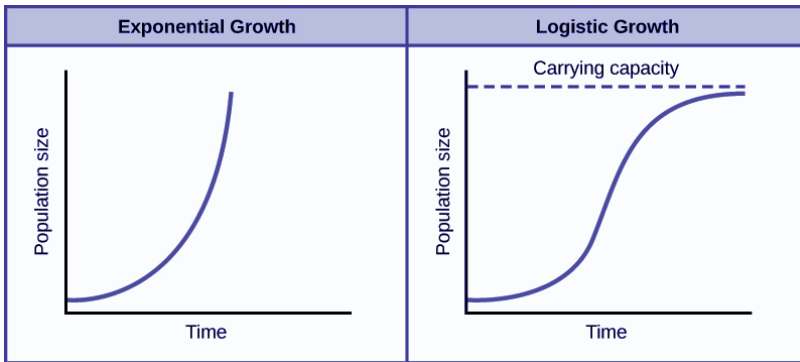 Exponential Growth
Population size
Time
Logistic Growth
Carrying capacity
Population size
Time